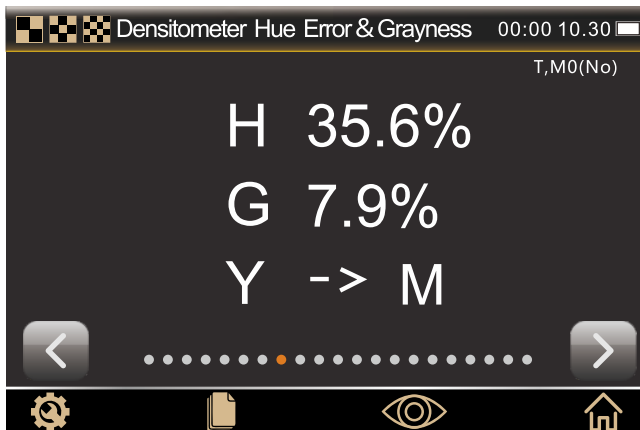 Densitometer Hue Error & Grayness 00:00 10.30
T,M0(No)
H 35.6%
G 7.9%
Y -> M